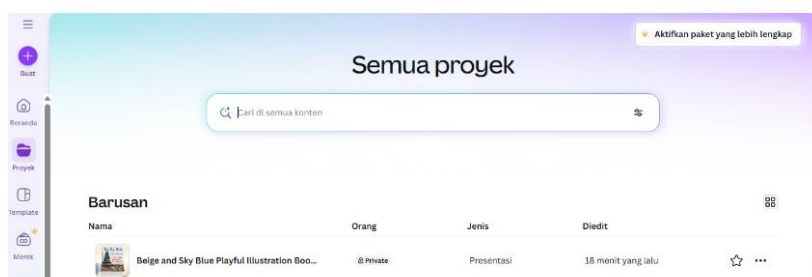 Aktifkan paket yang lebih lengkap
Buat
Semua proyek
Cari di semua konten
Beranda
Proyek
Template
Merek
Barusan
Nama Orang Jenis Diedit
Beige and Sky Blue Playful Illustration Boo... Private Presentasi 18 menit yang lalu